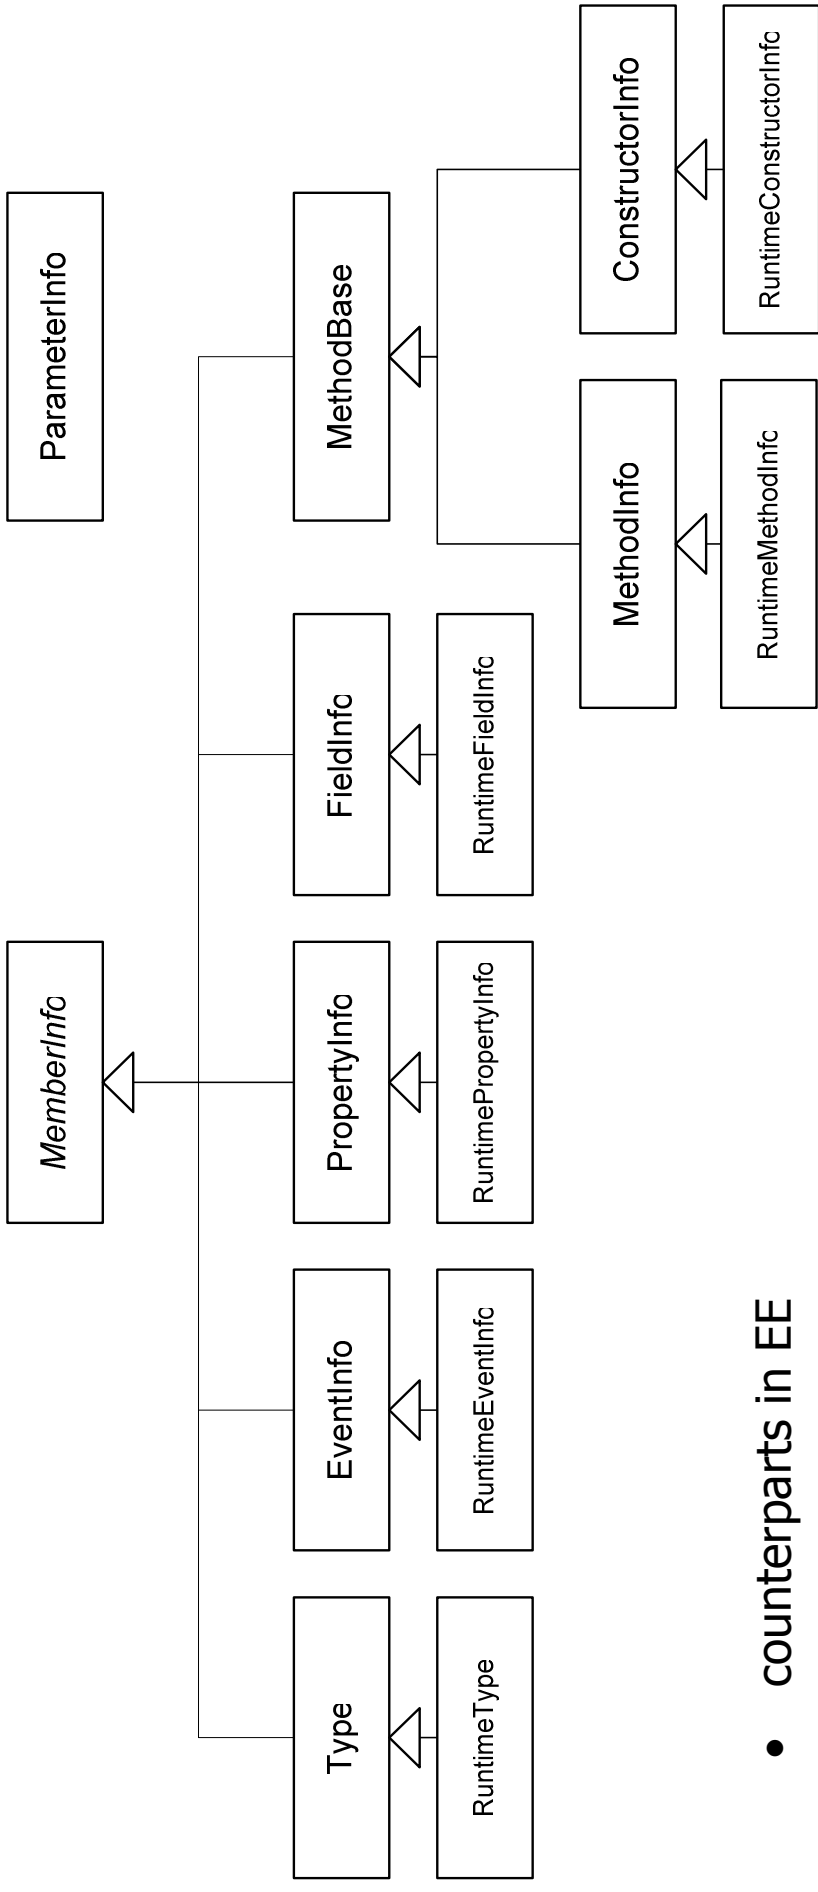 MemberInfo
ParameterInfo
Type
EventInfo
PropertyInfo
FieldInfo
MethodBase
RuntimeType
RuntimeEventInfo
RuntimePropertyInfo
RuntimeFieldInfo
MethodInfo
ConstructorInfo
RuntimeMethodInfo
RuntimeConstructorInfo
• counterparts in EE